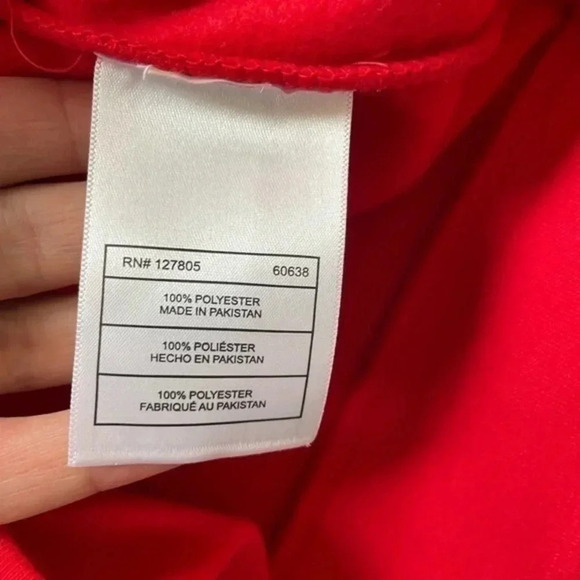 RN# 127805 60638
100% POLYESTER
MADE IN PAKISTAN
100% POLIÉSTER
HECHO EN PAKISTAN
100% POLYESTER
FABRIQUÉ AU PAKISTAN